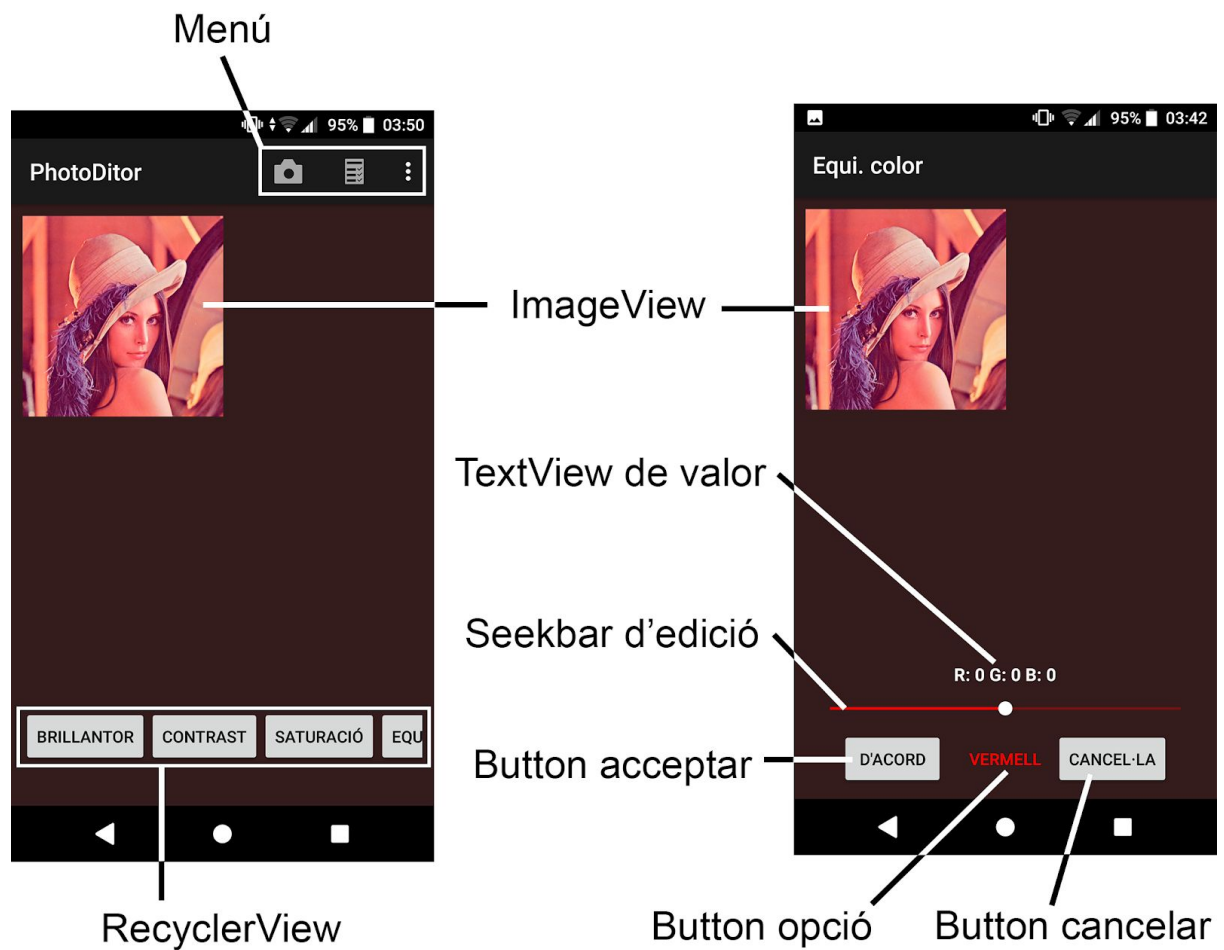 Menú
95% 03:50
PhotoDitor
95% 03:42
Equi. color
ImageView
TextView de valor
Seekbar d’edició
R: 0 G: 0 B: 0
BRILLANTOR CONTRAST SATURACIÓ EQU
Button acceptar
D'ACORD VERMELL CANCEL·LA
RecyclerView
Button opció Button cancelar